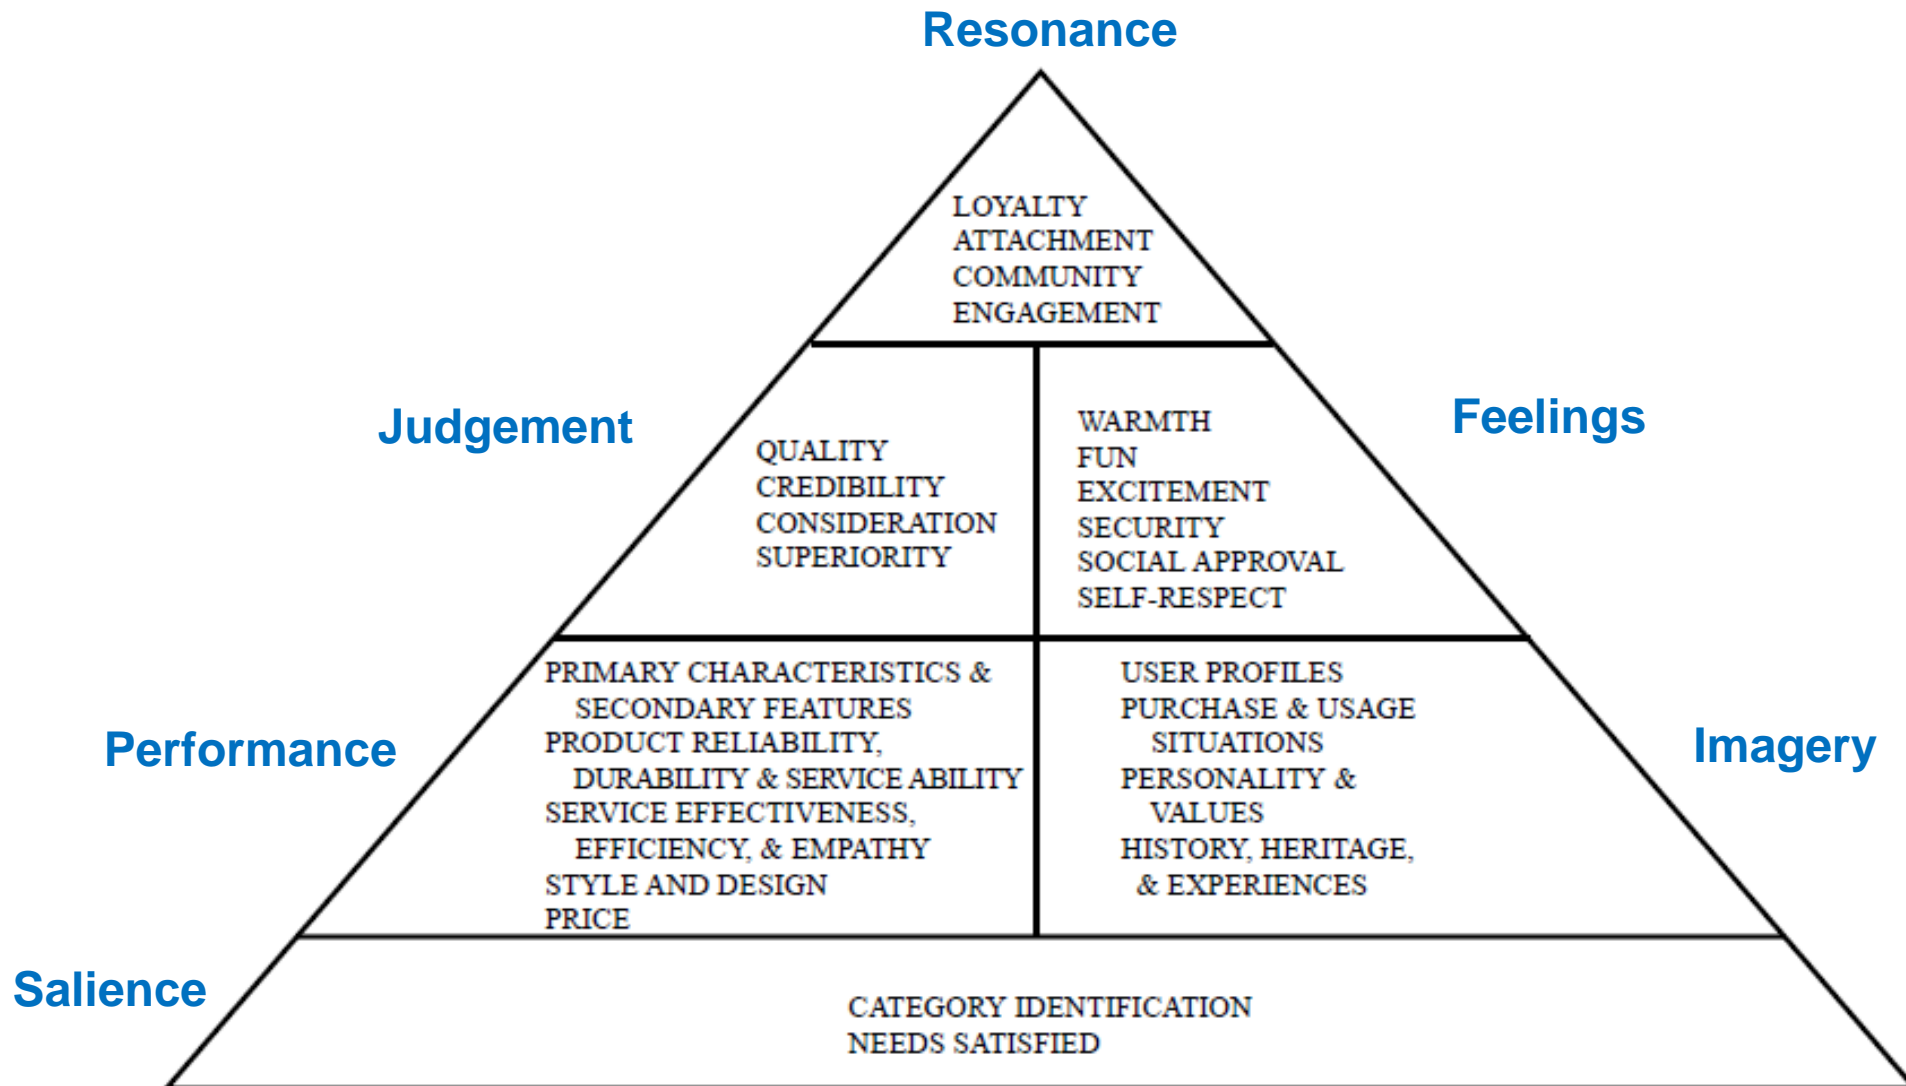 Resonance
LOYALTY
ATTACHMENT
COMMUNITY
ENGAGEMENT
Judgement
QUALITY
CREDIBILITY
CONSIDERATION
SUPERIORITY
WARMTH
FUN
EXCITEMENT
SECURITY
SOCIAL APPROVAL
SELF-RESPECT
Feelings
Performance
PRIMARY CHARACTERISTICS &
SECONDARY FEATURES
PRODUCT RELIABILITY,
DURABILITY & SERVICE ABILITY
SERVICE EFFECTIVENESS,
EFFICIENCY, & EMPATHY
STYLE AND DESIGN
PRICE
USER PROFILES
PURCHASE & USAGE
SITUATIONS
PERSONALITY &
VALUES
HISTORY, HERITAGE,
& EXPERIENCES
Imagery
Salience
CATEGORY IDENTIFICATION
NEEDS SATISFIED